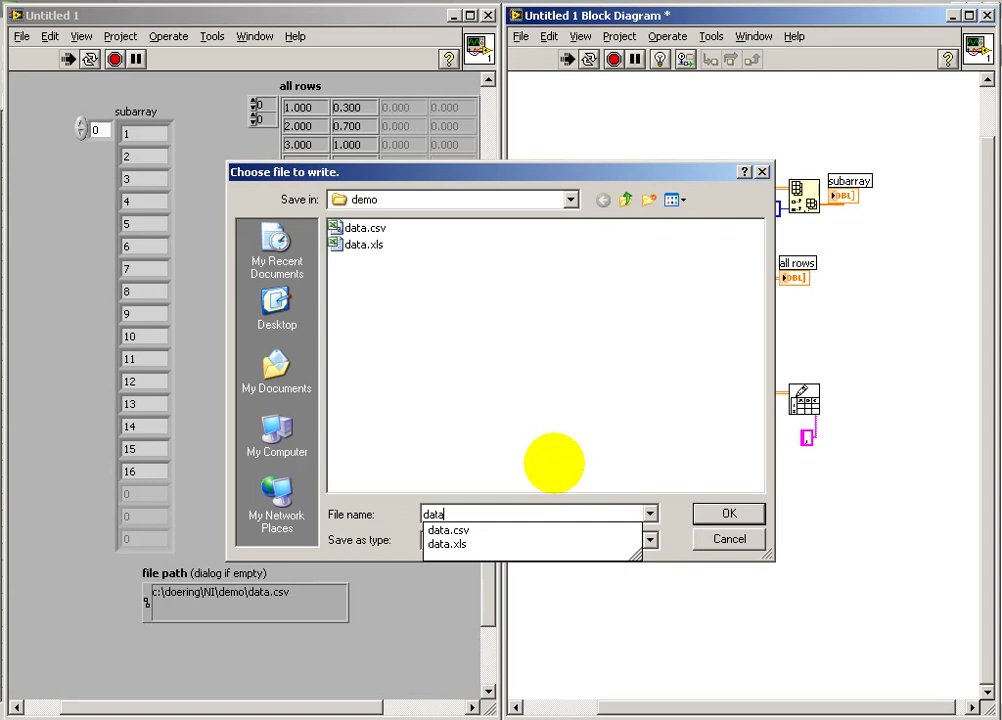 Untitled 1
File Edit View Project Operate Tools Window Help
1
subarray
0
1
2
3
4
5
6
7
8
9
10
11
12
13
14
15
16
0
0
0
all rows
0
0
1.000 0.300 0.000 0.000
2.000 0.700 0.000 0.000
3.000 1.000 0.000 0.000
file path (dialog if empty)
c:\doering\NI\demo\data.csv
Choose file to write.
Save in: demo
My Recent
Documents
Desktop
My Documents
My Computer
My Network
Places
data.csv
data.xls
File name: data
OK
data.csv
data.xls
Save as type:
Cancel
Untitled 1 Block Diagram *
File Edit View Project Operate Tools Window Help
1
subarray
DBL]
all rows
DBL]
,